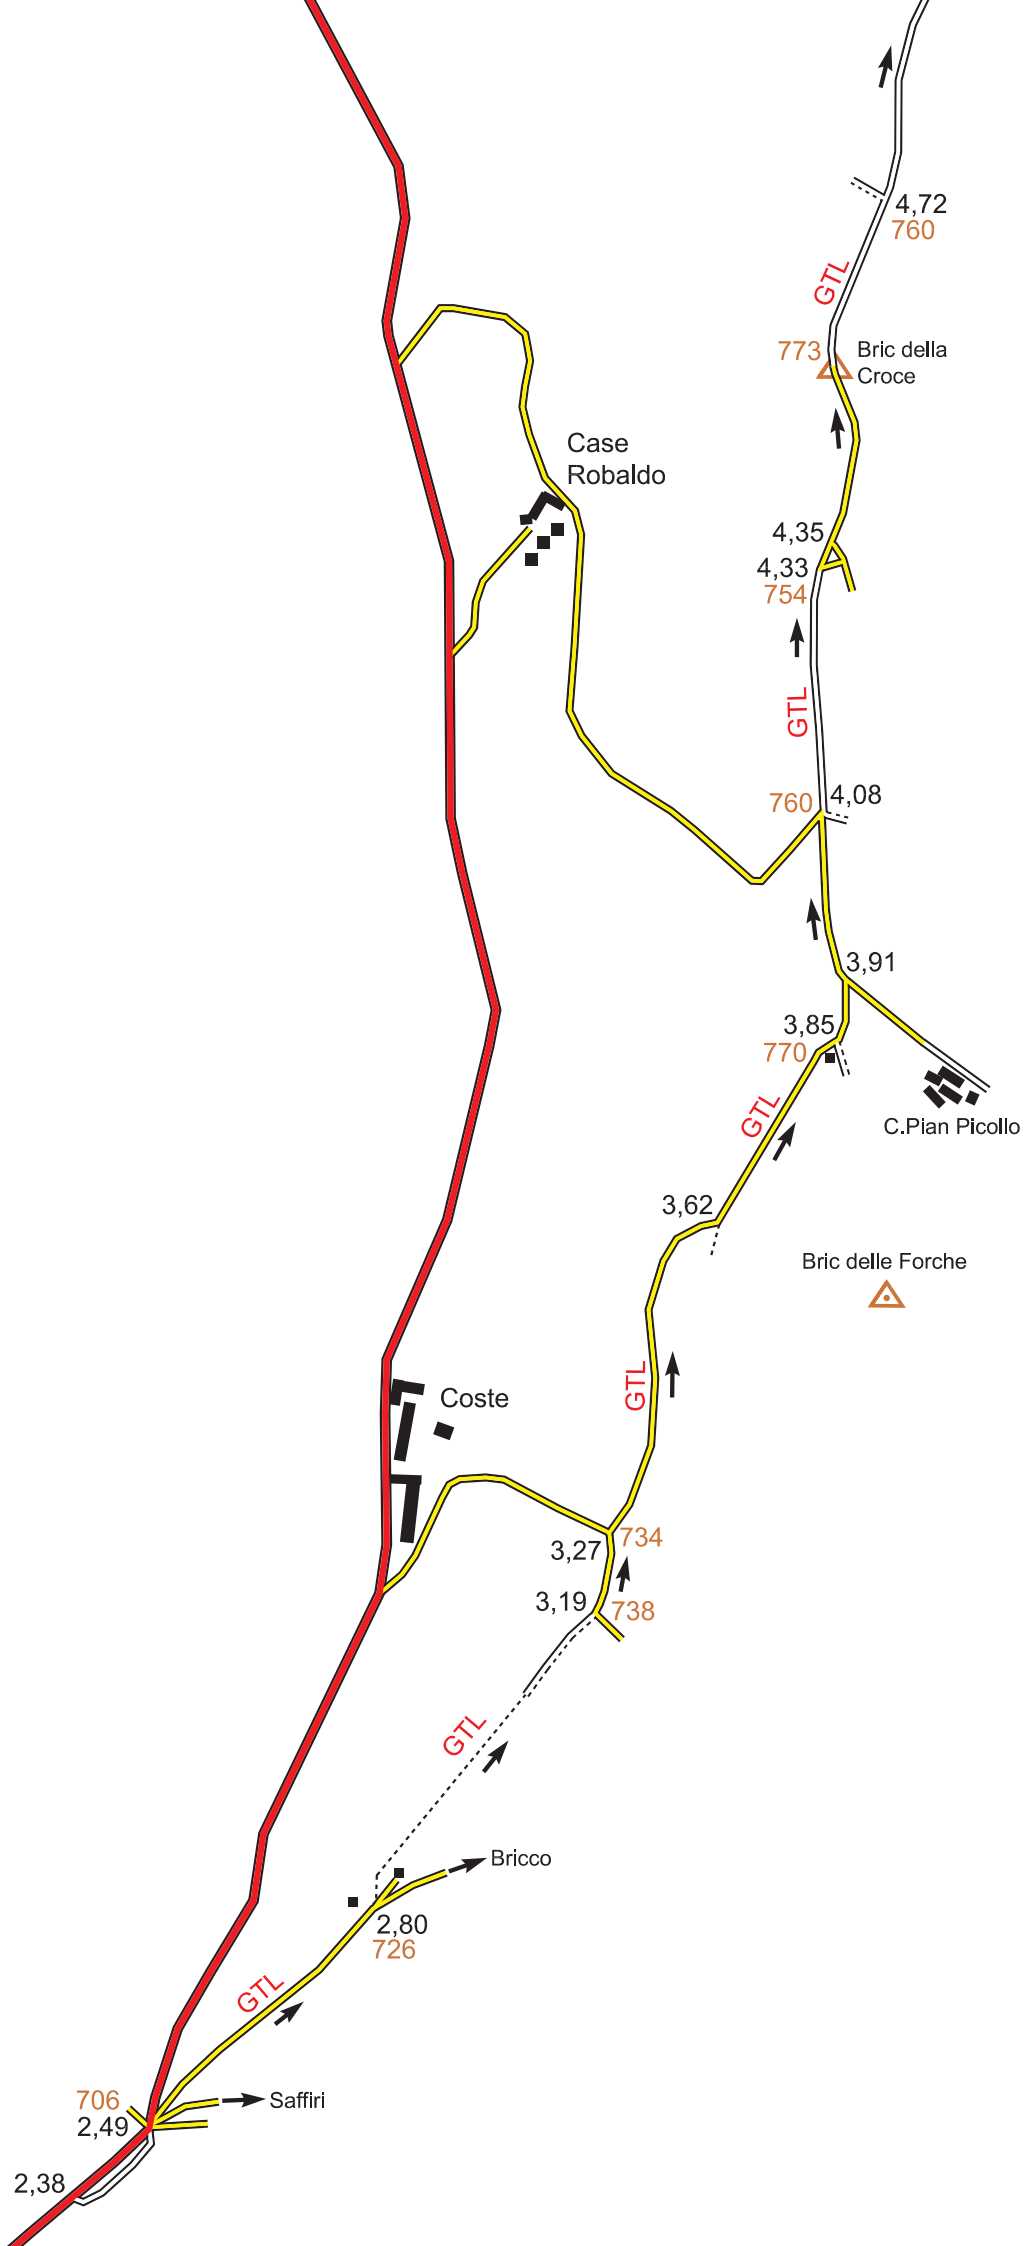 4,72
760
GTL
773
Bric della
Croce
Case
Robaldo
4,35
4,33
754
GTL
760
4,08
3,91
3,85
770
GTL
C.Pian Picollo
3,62
Bric delle Forche
GTL
Coste
734
3,27
3,19
738
GTL
Bricco
2,80
726
GTL
706
Saffiri
2,49
2,38